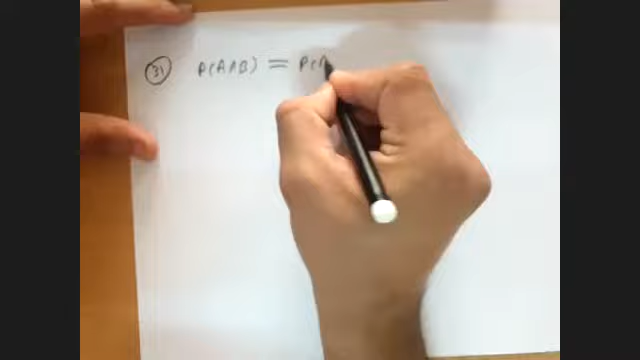 (31) P(A∩B) = P(A